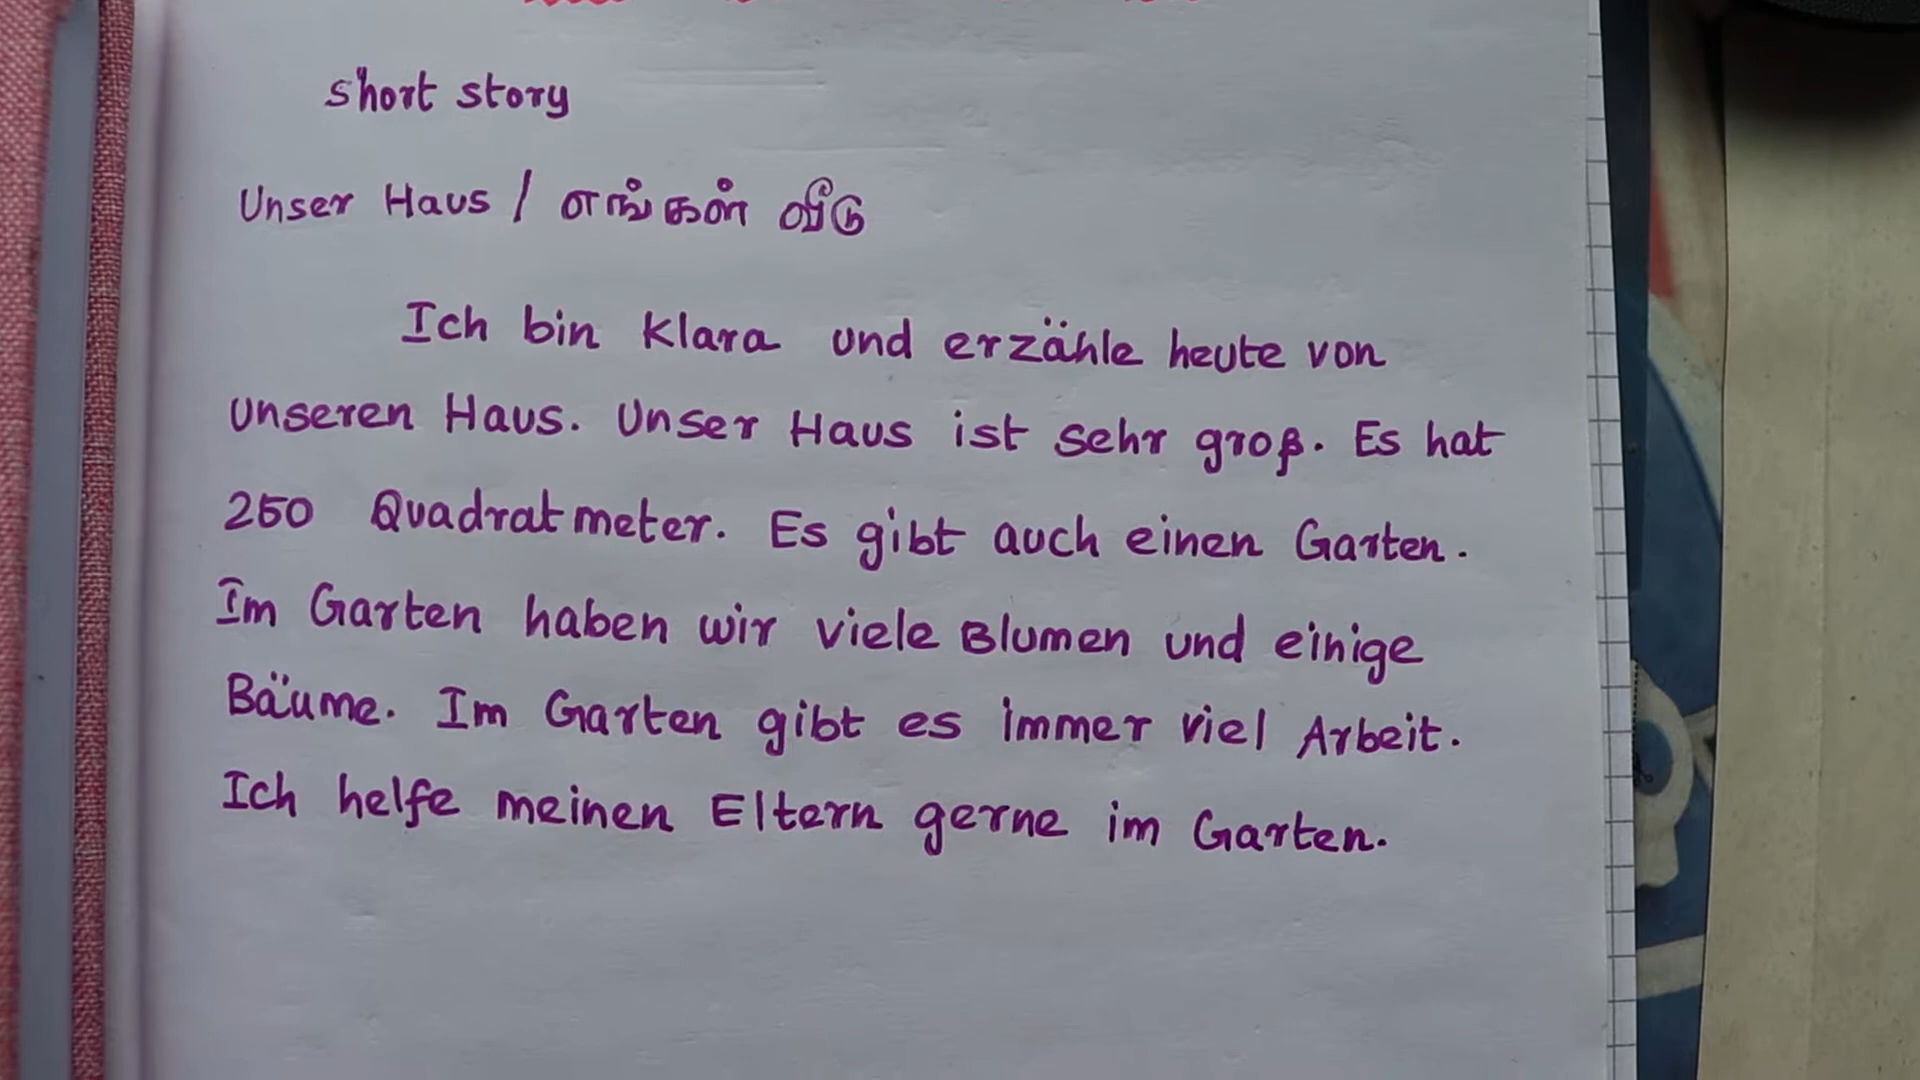 Short story
Unser Haus / எங்கள் வீடு
Ich bin Klara und erzähle heute von
unseren Haus. Unser Haus ist sehr groß. Es hat
250 Quadratmeter. Es gibt auch einen Garten.
Im Garten haben wir viele Blumen und einige
Bäume. Im Garten gibt es immer viel Arbeit.
Ich helfe meinen Eltern gerne im Garten.